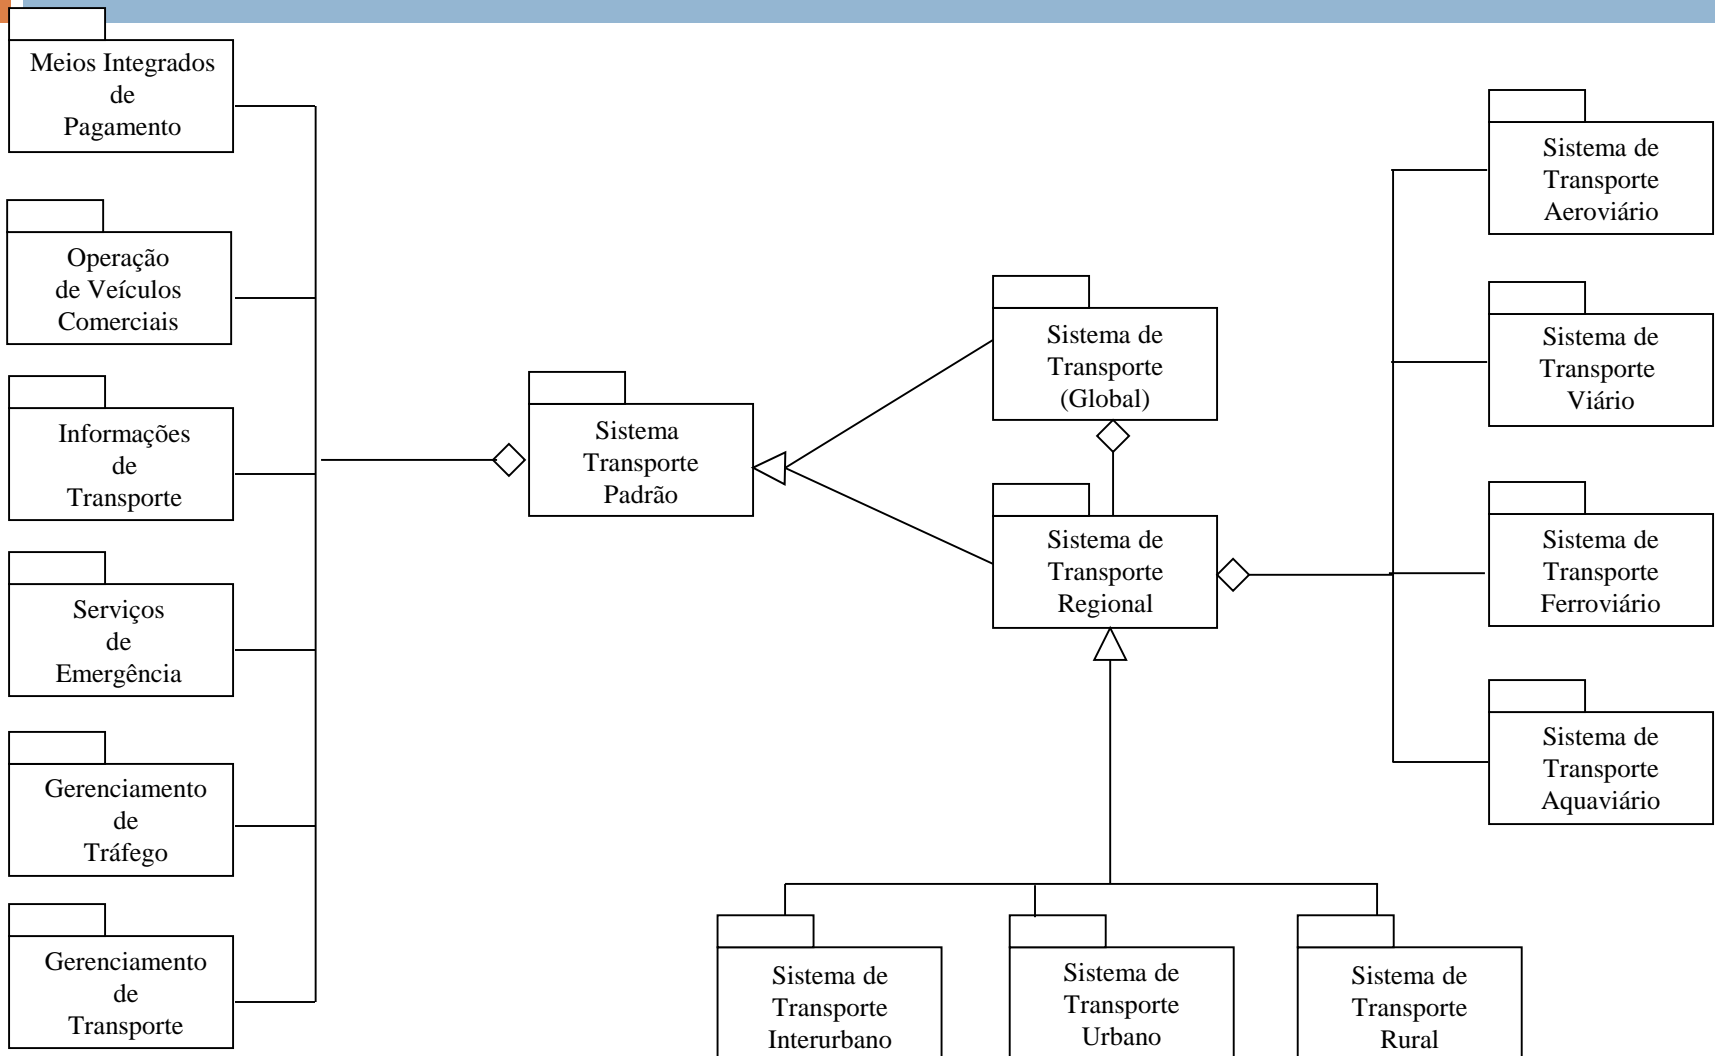 Meios Integrados
de
Pagamento
Operação
de Veículos
Comerciais
Informações
de
Transporte
Serviços
de
Emergência
Gerenciamento
de
Tráfego
Gerenciamento
de
Transporte
Sistema
Transporte
Padrão
Sistema de
Transporte
(Global)
Sistema de
Transporte
Regional
Sistema de
Transporte
Interurbano
Sistema de
Transporte
Urbano
Sistema de
Transporte
Rural
Sistema de
Transporte
Aeroviário
Sistema de
Transporte
Viário
Sistema de
Transporte
Ferroviário
Sistema de
Transporte
Aquaviário